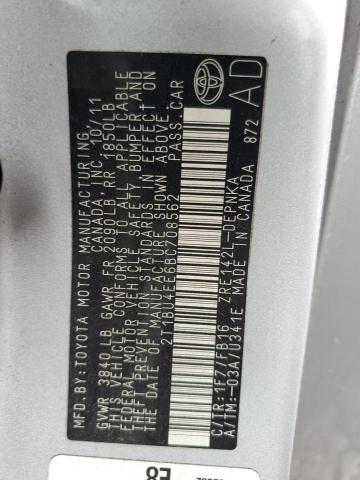 MFD.BY:TOYOTA MOTOR MANUFACTURING,
CANADA INC. 10/11
GVWR 3840LB GAWR FR 2090LB RR 1850LB
THIS VEHICLE CONFORMS TO ALL APPLICABLE
FEDERAL MOTOR VEHICLE SAFETY, BUMPER, AND
THEFT PREVENTION STANDARDS IN EFFECT ON
THE DATE OF MANUFACTURE SHOWN ABOVE.
2T1BU4EE6BC708562 PASS.CAR
C/TR:1F7/FB16 ZRE142L-DEPNKA
A/TM:-03A/U341E MADE IN CANADA 872
AD
E8